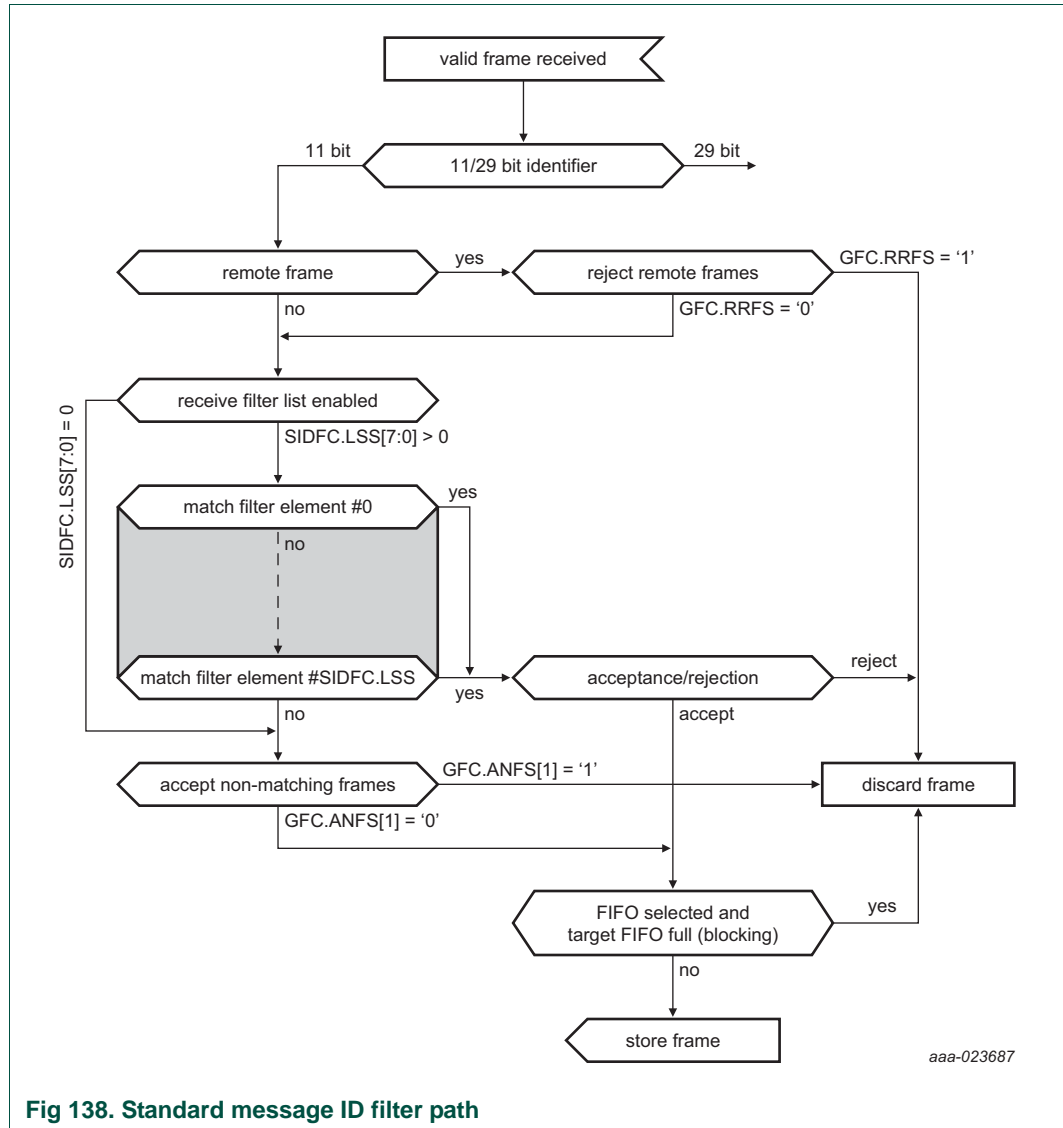 valid frame received
11 bit
11/29 bit identifier
29 bit
remote frame
yes
reject remote frames
GFC.RRFS = ‘1’
no
GFC.RRFS = ‘0’
receive filter list enabled
SIDFC.LSS[7:0] = 0
SIDFC.LSS[7:0] > 0
match filter element #0
yes
no
match filter element #SIDFC.LSS
yes
acceptance/rejection
reject
no
accept
accept non-matching frames
GFC.ANFS[1] = ‘1’
discard frame
GFC.ANFS[1] = ‘0’
FIFO selected and
target FIFO full (blocking)
yes
no
store frame
aaa-023687
Fig 138. Standard message ID filter path